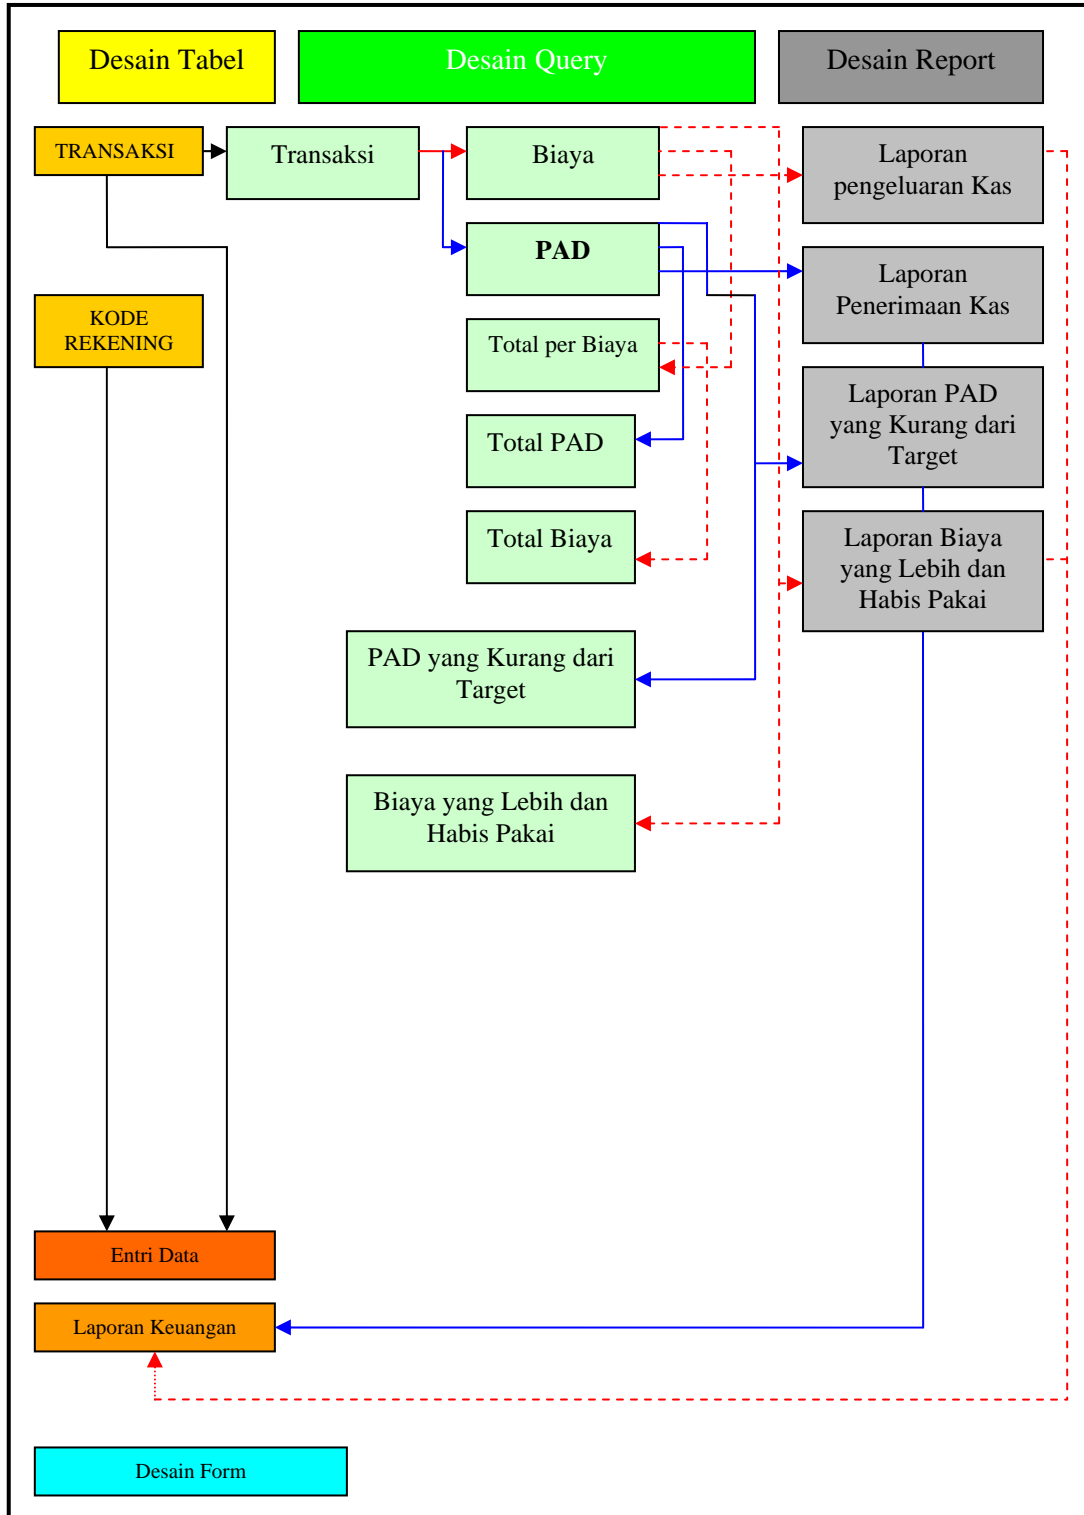 Desain Tabel
Desain Query
Desain Report
TRANSAKSI
Transaksi
Biaya
Laporan
pengeluaran Kas
PAD
Laporan
Penerimaan Kas
KODE
REKENING
Total per Biaya
Laporan PAD
yang Kurang dari
Target
Total PAD
Total Biaya
Laporan Biaya
yang Lebih dan
Habis Pakai
PAD yang Kurang dari
Target
Biaya yang Lebih dan
Habis Pakai
Entri Data
Laporan Keuangan
Desain Form